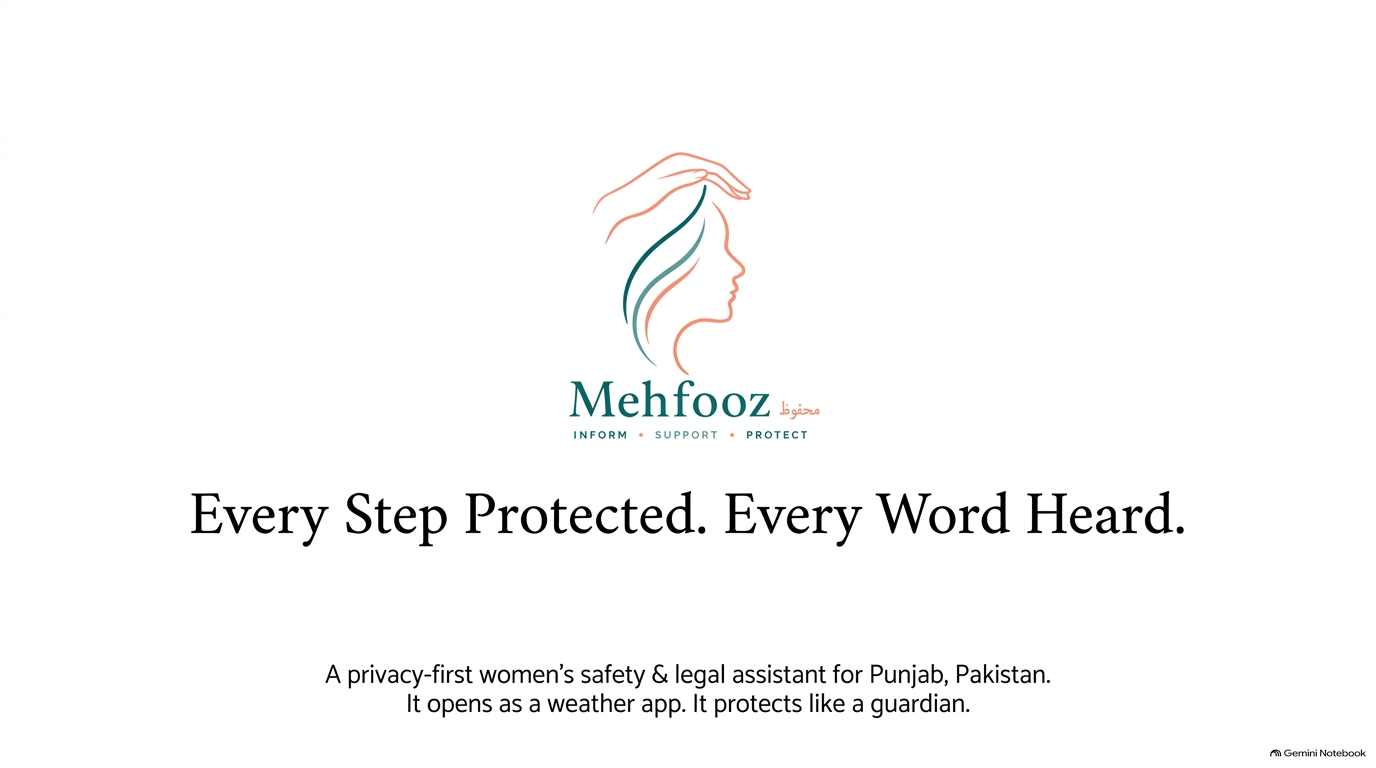 Mehfooz محفوظ
INFORM • SUPPORT • PROTECT
Every Step Protected. Every Word Heard.
A privacy-first women’s safety & legal assistant for Punjab, Pakistan.
It opens as a weather app. It protects like a guardian.
Gemini Notebook